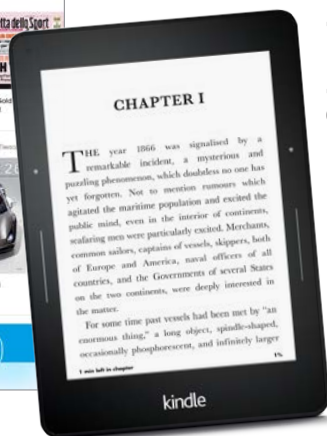 tta dello Sport
CHAPTER I
THE year 1866 was signalised by a
remarkable incident, a mysterious and
puzzling phenomenon, which doubtless no one has
yet forgotten. Not to mention rumours which
agitated the maritime population and excited the
public mind, even in the interior of continents,
seafaring men were particularly excited. Merchants,
common sailors, captains of vessels, skippers, both
of Europe and America, naval officers of all
countries, and the Governments of several States
on the two continents, were deeply interested in
the matter.
For some time past vessels had been met by "an
enormous thing," a long object, spindle-shaped,
occasionally phosphorescent, and infinitely larger
1 min left in chapter
1%
kindle